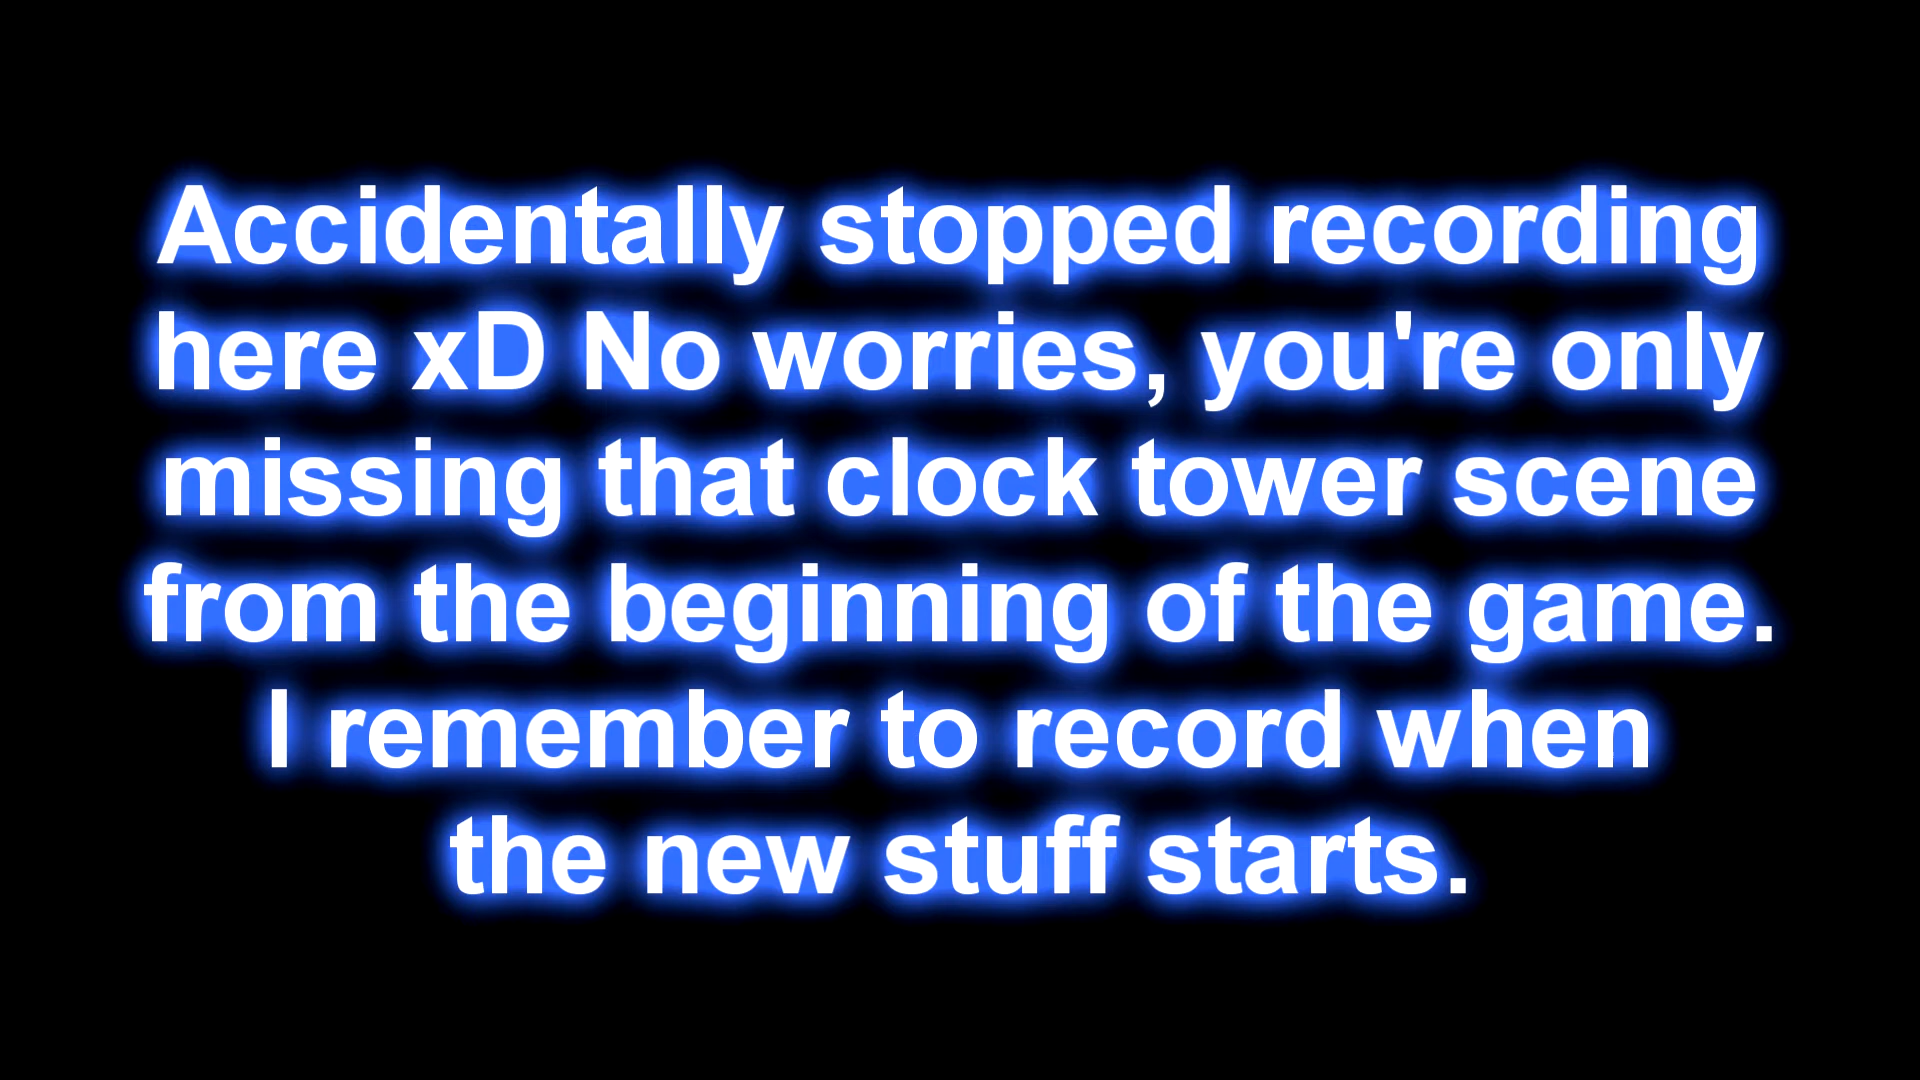 Accidentally stopped recording
here xD No worries, you're only
missing that clock tower scene
from the beginning of the game.
I remember to record when
the new stuff starts.